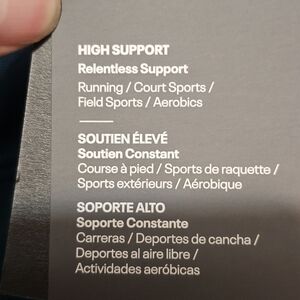 HIGH SUPPORT
Relentless Support
Running / Court Sports /
Field Sports / Aerobics
SOUTIEN ÉLEVÉ
Soutien Constant
Course à pied / Sports de raquette /
Sports extérieurs / Aérobique
SOPORTE ALTO
Soporte Constante
Carreras / Deportes de cancha /
Deportes al aire libre /
Actividades aeróbicas